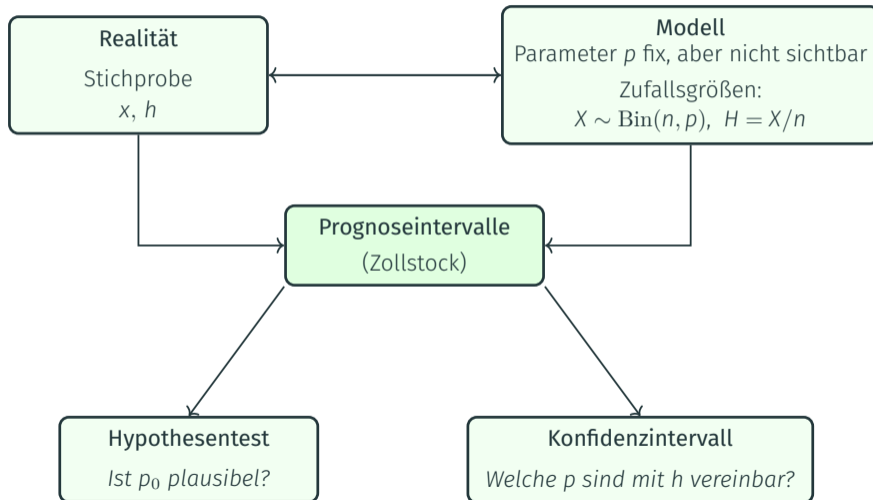 Realität
Stichprobe
x, h
Modell
Parameter p fix, aber nicht sichtbar
Zufallsgrößen:
X ∼ Bin(n, p), H = X/n
Prognoseintervalle
(Zollstock)
Hypothesentest
Ist p₀ plausibel?
Konfidenzintervall
Welche p sind mit h vereinbar?